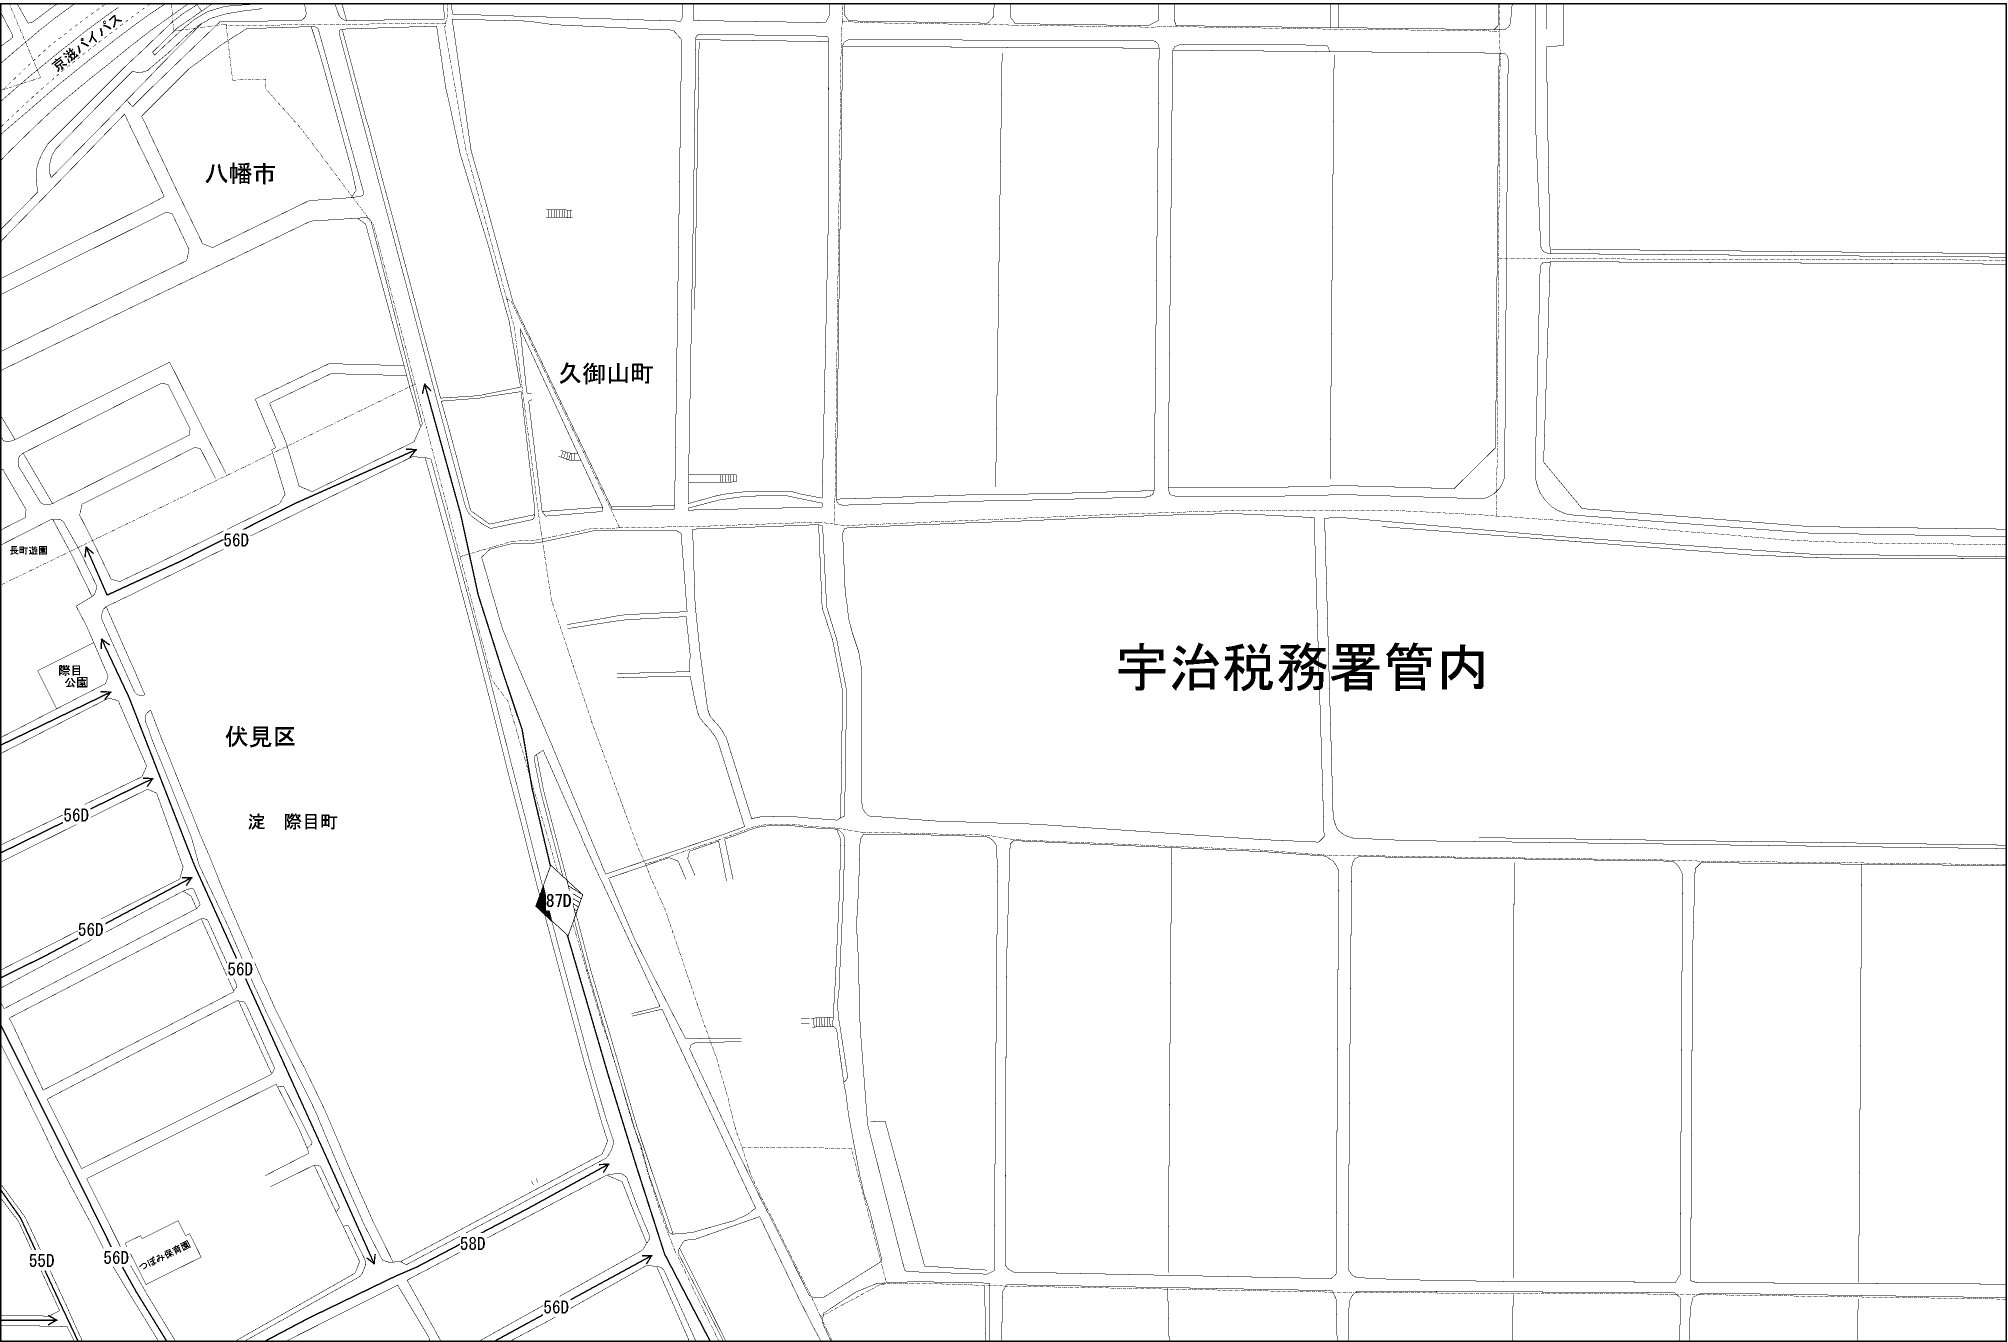 京滋バイパス
八幡市
久御山町
56D
長町遊園
宇治税務署管内
際目
公園
伏見区
淀　際目町
56D
87D
56D
56D
58D
つぼみ保育園
56D
55D
56D